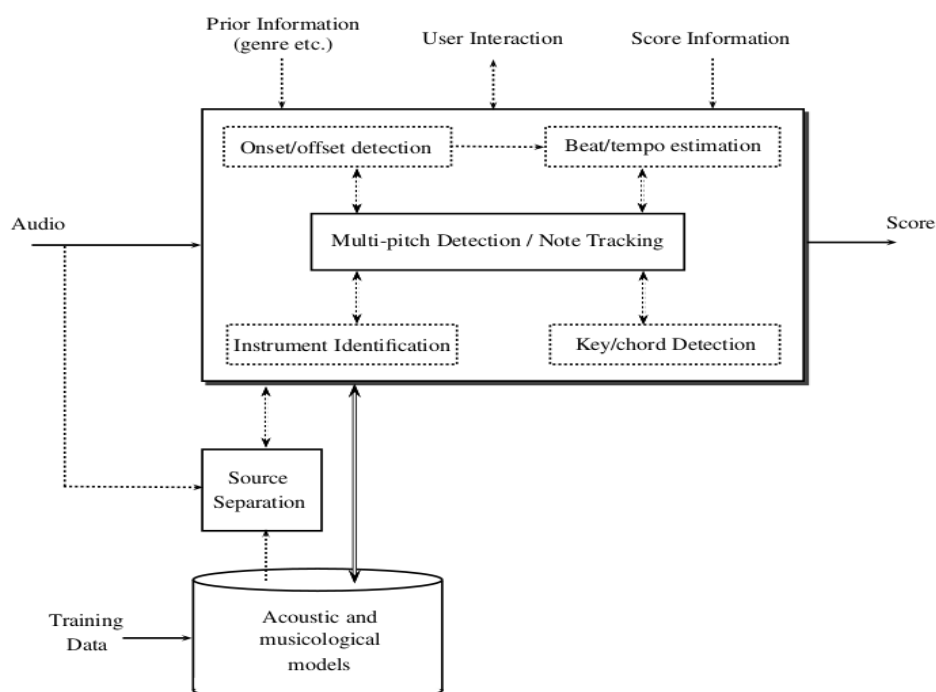 Prior Information
(genre etc.)
User Interaction
Score Information
Onset/offset detection
Beat/tempo estimation
Audio
Multi-pitch Detection / Note Tracking
Score
Instrument Identification
Key/chord Detection
Source
Separation
Training
Data
Acoustic and
musicological
models